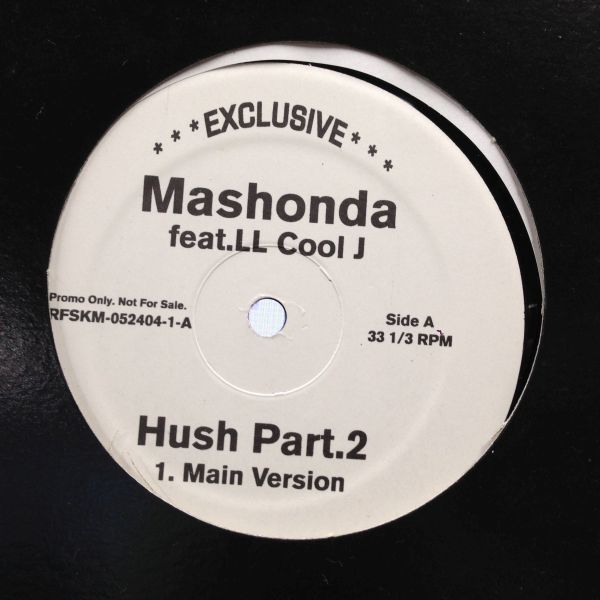 ***EXCLUSIVE***
Mashonda
feat.LL Cool J
Promo Only. Not For Sale.
RFSKM-052404-1-A
Side A
33 1/3 RPM
Hush Part.2
1. Main Version